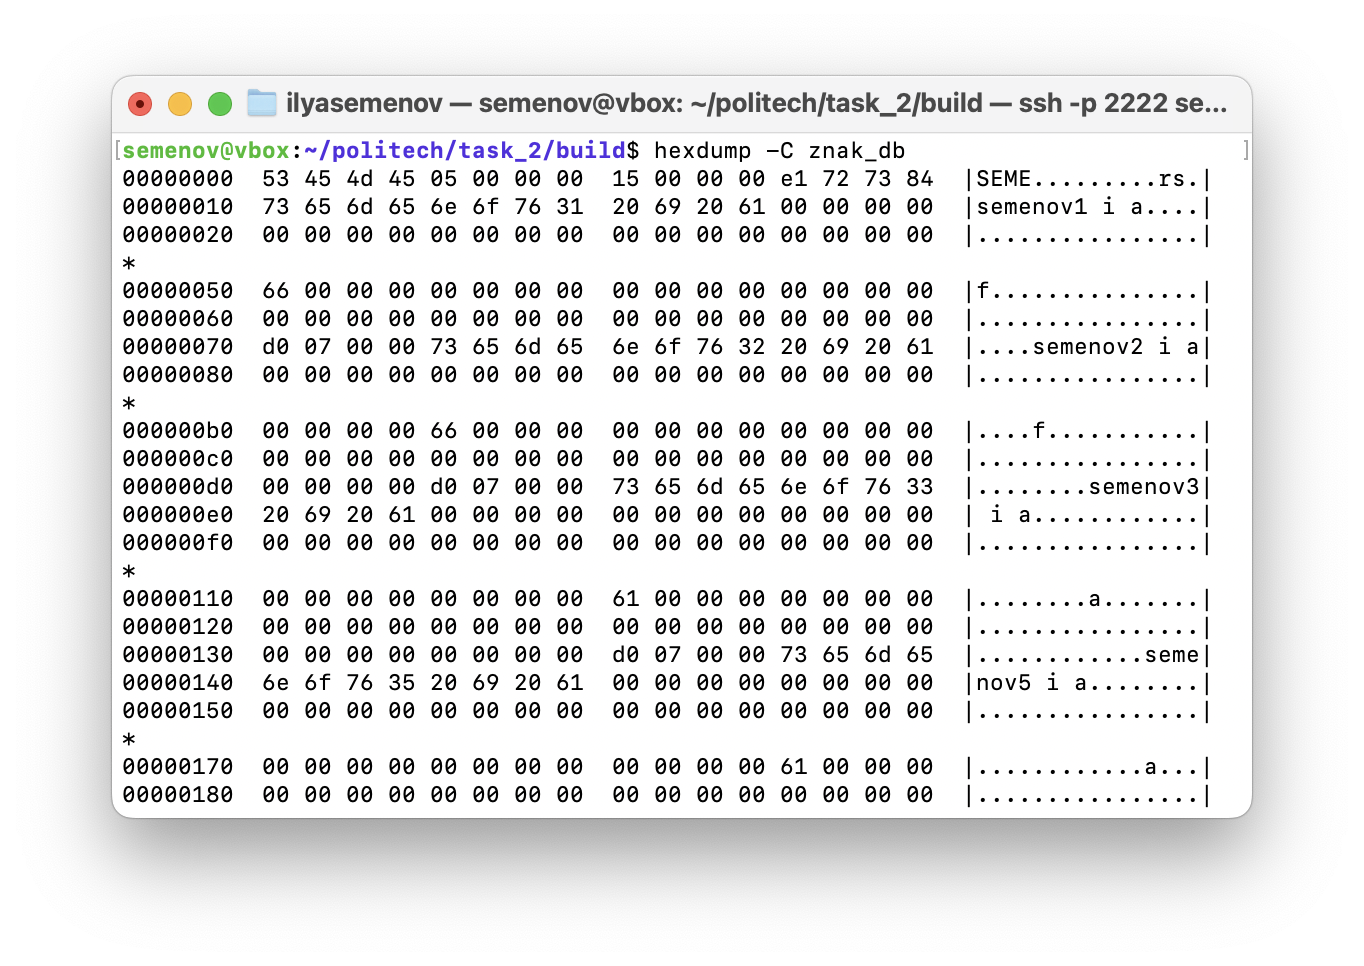 ilyasemenov — semenov@vbox: ~/politech/task_2/build — ssh -p 2222 se...
[semenov@vbox:~/politech/task_2/build$ hexdump -C znak_db ]
00000000  53 45 4d 45 05 00 00 00  15 00 00 00 e1 72 73 84  |SEME.........rs.|
00000010  73 65 6d 65 6e 6f 76 31  20 69 20 61 00 00 00 00  |semenov1 i a....|
00000020  00 00 00 00 00 00 00 00  00 00 00 00 00 00 00 00  |................|
*
00000050  66 00 00 00 00 00 00 00  00 00 00 00 00 00 00 00  |f...............|
00000060  00 00 00 00 00 00 00 00  00 00 00 00 00 00 00 00  |................|
00000070  d0 07 00 00 73 65 6d 65  6e 6f 76 32 20 69 20 61  |....semenov2 i a|
00000080  00 00 00 00 00 00 00 00  00 00 00 00 00 00 00 00  |................|
*
000000b0  00 00 00 00 66 00 00 00  00 00 00 00 00 00 00 00  |....f...........|
000000c0  00 00 00 00 00 00 00 00  00 00 00 00 00 00 00 00  |................|
000000d0  00 00 00 00 d0 07 00 00  73 65 6d 65 6e 6f 76 33  |........semenov3|
000000e0  20 69 20 61 00 00 00 00  00 00 00 00 00 00 00 00  | i a............|
000000f0  00 00 00 00 00 00 00 00  00 00 00 00 00 00 00 00  |................|
*
00000110  00 00 00 00 00 00 00 00  61 00 00 00 00 00 00 00  |........a.......|
00000120  00 00 00 00 00 00 00 00  00 00 00 00 00 00 00 00  |................|
00000130  00 00 00 00 00 00 00 00  d0 07 00 00 73 65 6d 65  |............seme|
00000140  6e 6f 76 35 20 69 20 61  00 00 00 00 00 00 00 00  |nov5 i a........|
00000150  00 00 00 00 00 00 00 00  00 00 00 00 00 00 00 00  |................|
*
00000170  00 00 00 00 00 00 00 00  00 00 00 00 61 00 00 00  |............a...|
00000180  00 00 00 00 00 00 00 00  00 00 00 00 00 00 00 00  |................|